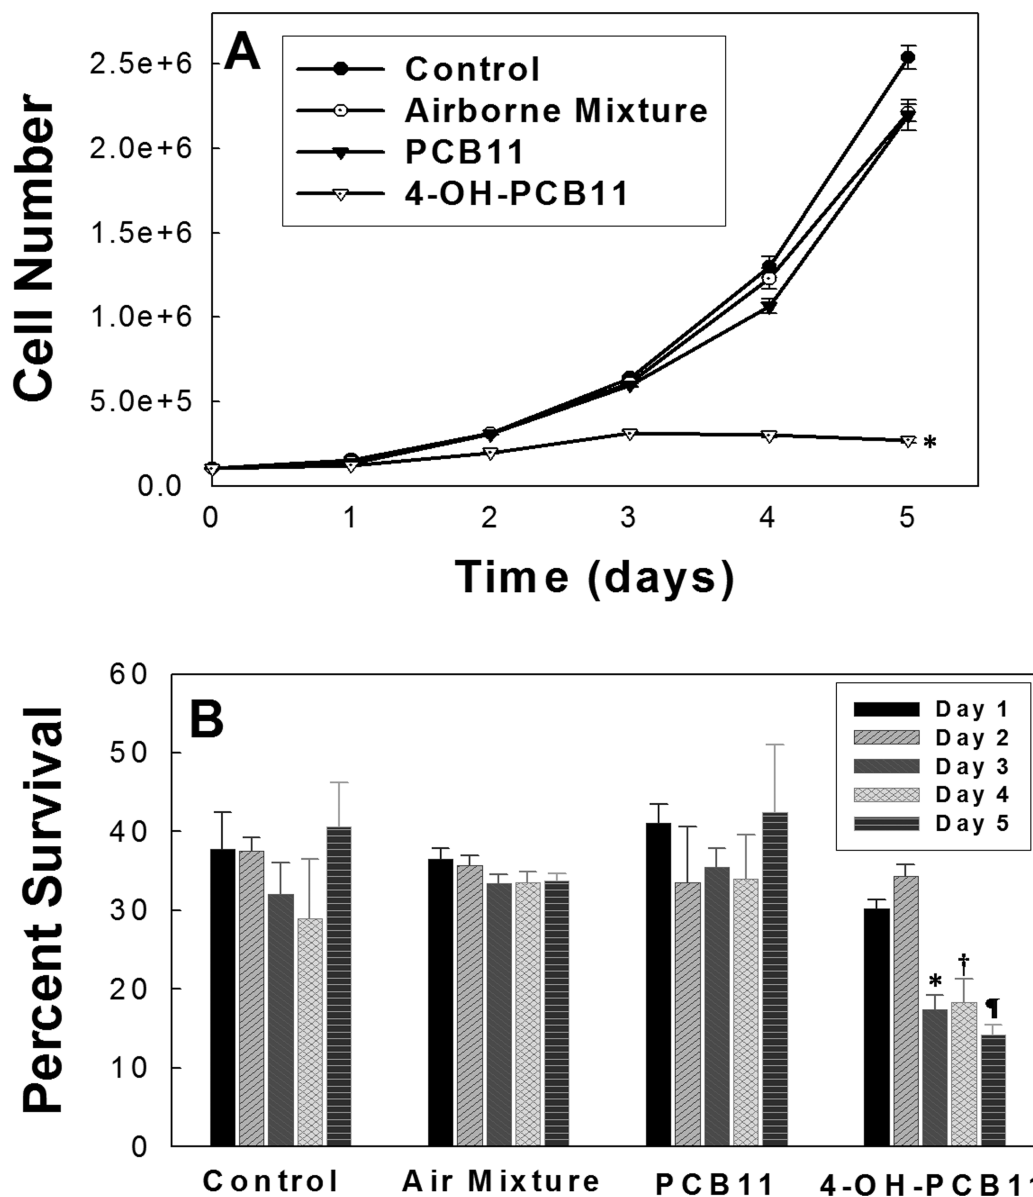 A
Control
Airborne Mixture
PCB11
4-OH-PCB11
Cell Number
2.5e+6
2.0e+6
1.5e+6
1.0e+6
5.0e+5
0.0
*
0 1 2 3 4 5
Time (days)
B
Day 1
Day 2
Day 3
Day 4
Day 5
Percent Survival
60
50
40
30
20
10
0
* † ¶
Control Air Mixture PCB11 4-OH-PCB11